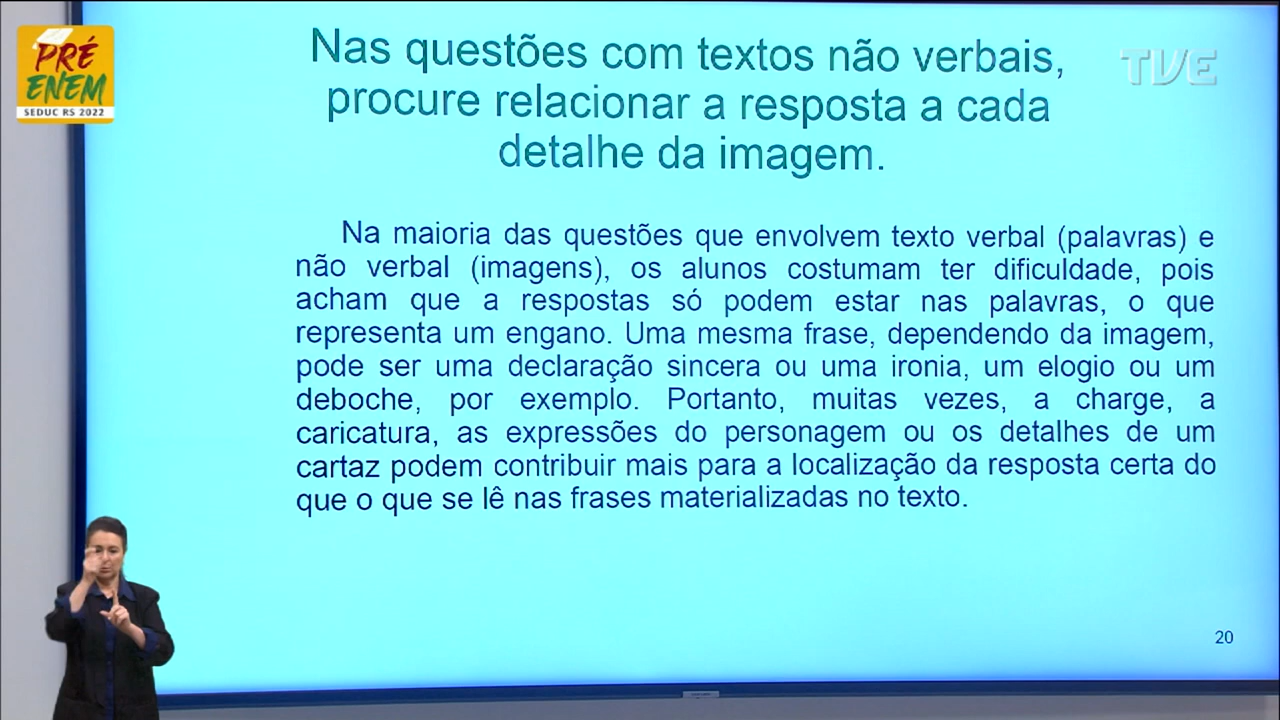 PRÉ
ENEM
SEDUC RS 2022
TVE
Nas questões com textos não verbais,
procure relacionar a resposta a cada
detalhe da imagem.
Na maioria das questões que envolvem texto verbal (palavras) e
não verbal (imagens), os alunos costumam ter dificuldade, pois
acham que a respostas só podem estar nas palavras, o que
representa um engano. Uma mesma frase, dependendo da imagem,
pode ser uma declaração sincera ou uma ironia, um elogio ou um
deboche, por exemplo. Portanto, muitas vezes, a charge, a
caricatura, as expressões do personagem ou os detalhes de um
cartaz podem contribuir mais para a localização da resposta certa do
que o que se lê nas frases materializadas no texto.
20